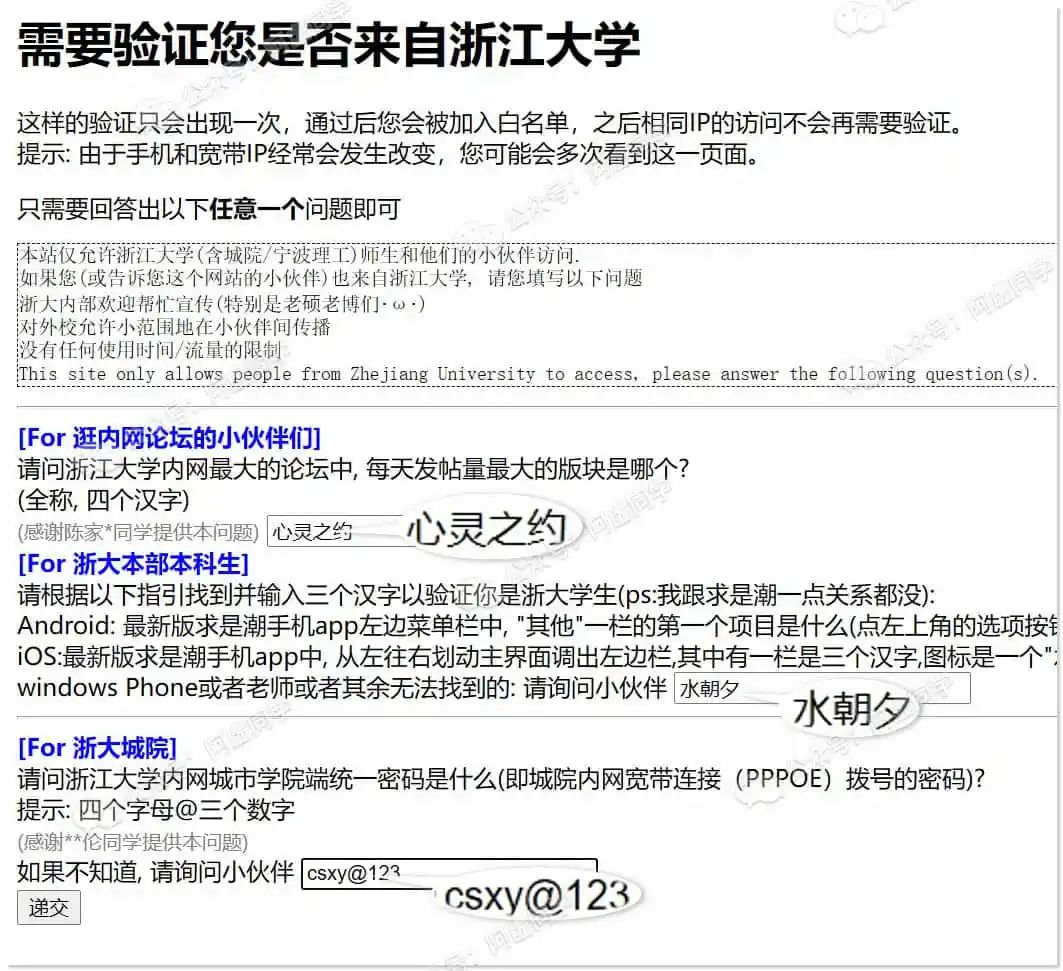 需要验证您是否来自浙江大学
这样的验证只会出现一次，通过后您会被加入白名单，之后相同IP的访问不会再需要验证。
提示: 由于手机和宽带IP经常会发生改变，您可能会多次看到这一页面。
只需要回答出以下任意一个问题即可
本站仅允许浙江大学(含城院/宁波理工)师生和他们的小伙伴访问.
如果您(或告诉您这个网站的小伙伴)也来自浙江大学, 请您填写以下问题
浙大内部欢迎帮忙宣传(特别是老硕老博们·ω·)
对外校允许小范围地在小伙伴间传播
没有任何使用时间/流量的限制
This site only allows people from Zhejiang University to access, please answer the following question(s).
[For 逛内网论坛的小伙伴们]
请问浙江大学内网最大的论坛中, 每天发帖量最大的版块是哪个?
(全称, 四个汉字)
(感谢陈家*同学提供本问题) 心灵之约 心灵之约
[For 浙大本部本科生]
请根据以下指引找到并输入三个汉字以验证你是浙大学生(ps:我跟求是潮一点关系都没):
Android: 最新版求是潮手机app左边菜单栏中, "其他"一栏的第一个项目是什么(点左上角的选项按钮
iOS:最新版求是潮手机app中, 从左往右划动主界面调出左边栏,其中有一栏是三个汉字,图标是一个"
windows Phone或者老师或者其余无法找到的: 请询问小伙伴 水朝夕 水朝夕
[For 浙大城院]
请问浙江大学内网城市学院端统一密码是什么(即城院内网宽带连接（PPPOE）拨号的密码)?
提示: 四个字母@三个数字
(感谢**伦同学提供本问题)
如果不知道, 请询问小伙伴 csxy@123 csxy@123
递交
公众号：阿虚同学